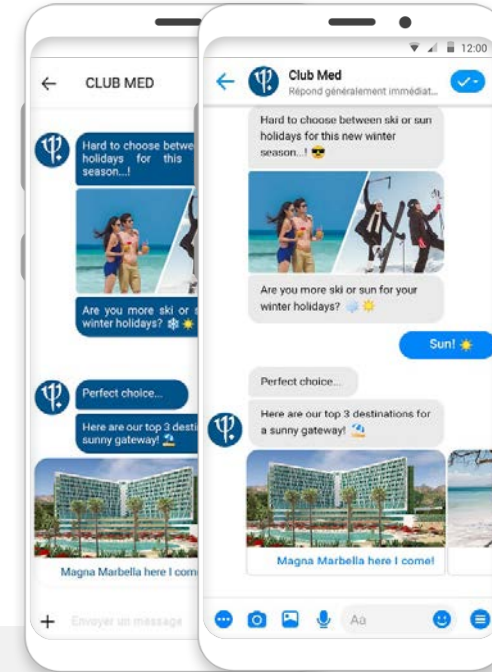 CLUB MED
Hard to choose betwe
holidays for this
season...!
Are you more ski or s
winter holidays? ❄️ ☀️
Perfect choice...
Here are our top 3 desti
sunny gateway! ⛱️
Magna Marbella here I com
Envoyer un message
12:00
Club Med
Répond généralement immédiat...
Hard to choose between ski or sun
holidays for this new winter
season...! 😎
Are you more ski or sun for your
winter holidays? ❄️ ☀️
Sun! ☀️
Perfect choice...
Here are our top 3 destinations for
a sunny gateway! ⛱️
Magna Marbella here I come!
Aa